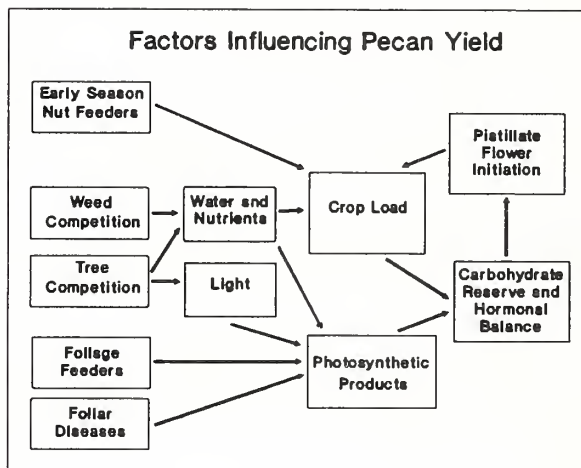 Factors Influencing Pecan Yield
Early Season
Nut Feeders
Pistillate
Flower
Initiation
Weed
Competition
Water and
Nutrients
Crop Load
Tree
Competition
Light
Carbohydrate
Reserve and
Hormonal
Balance
Foliage
Feeders
Photosynthetic
Products
Foliar
Diseases